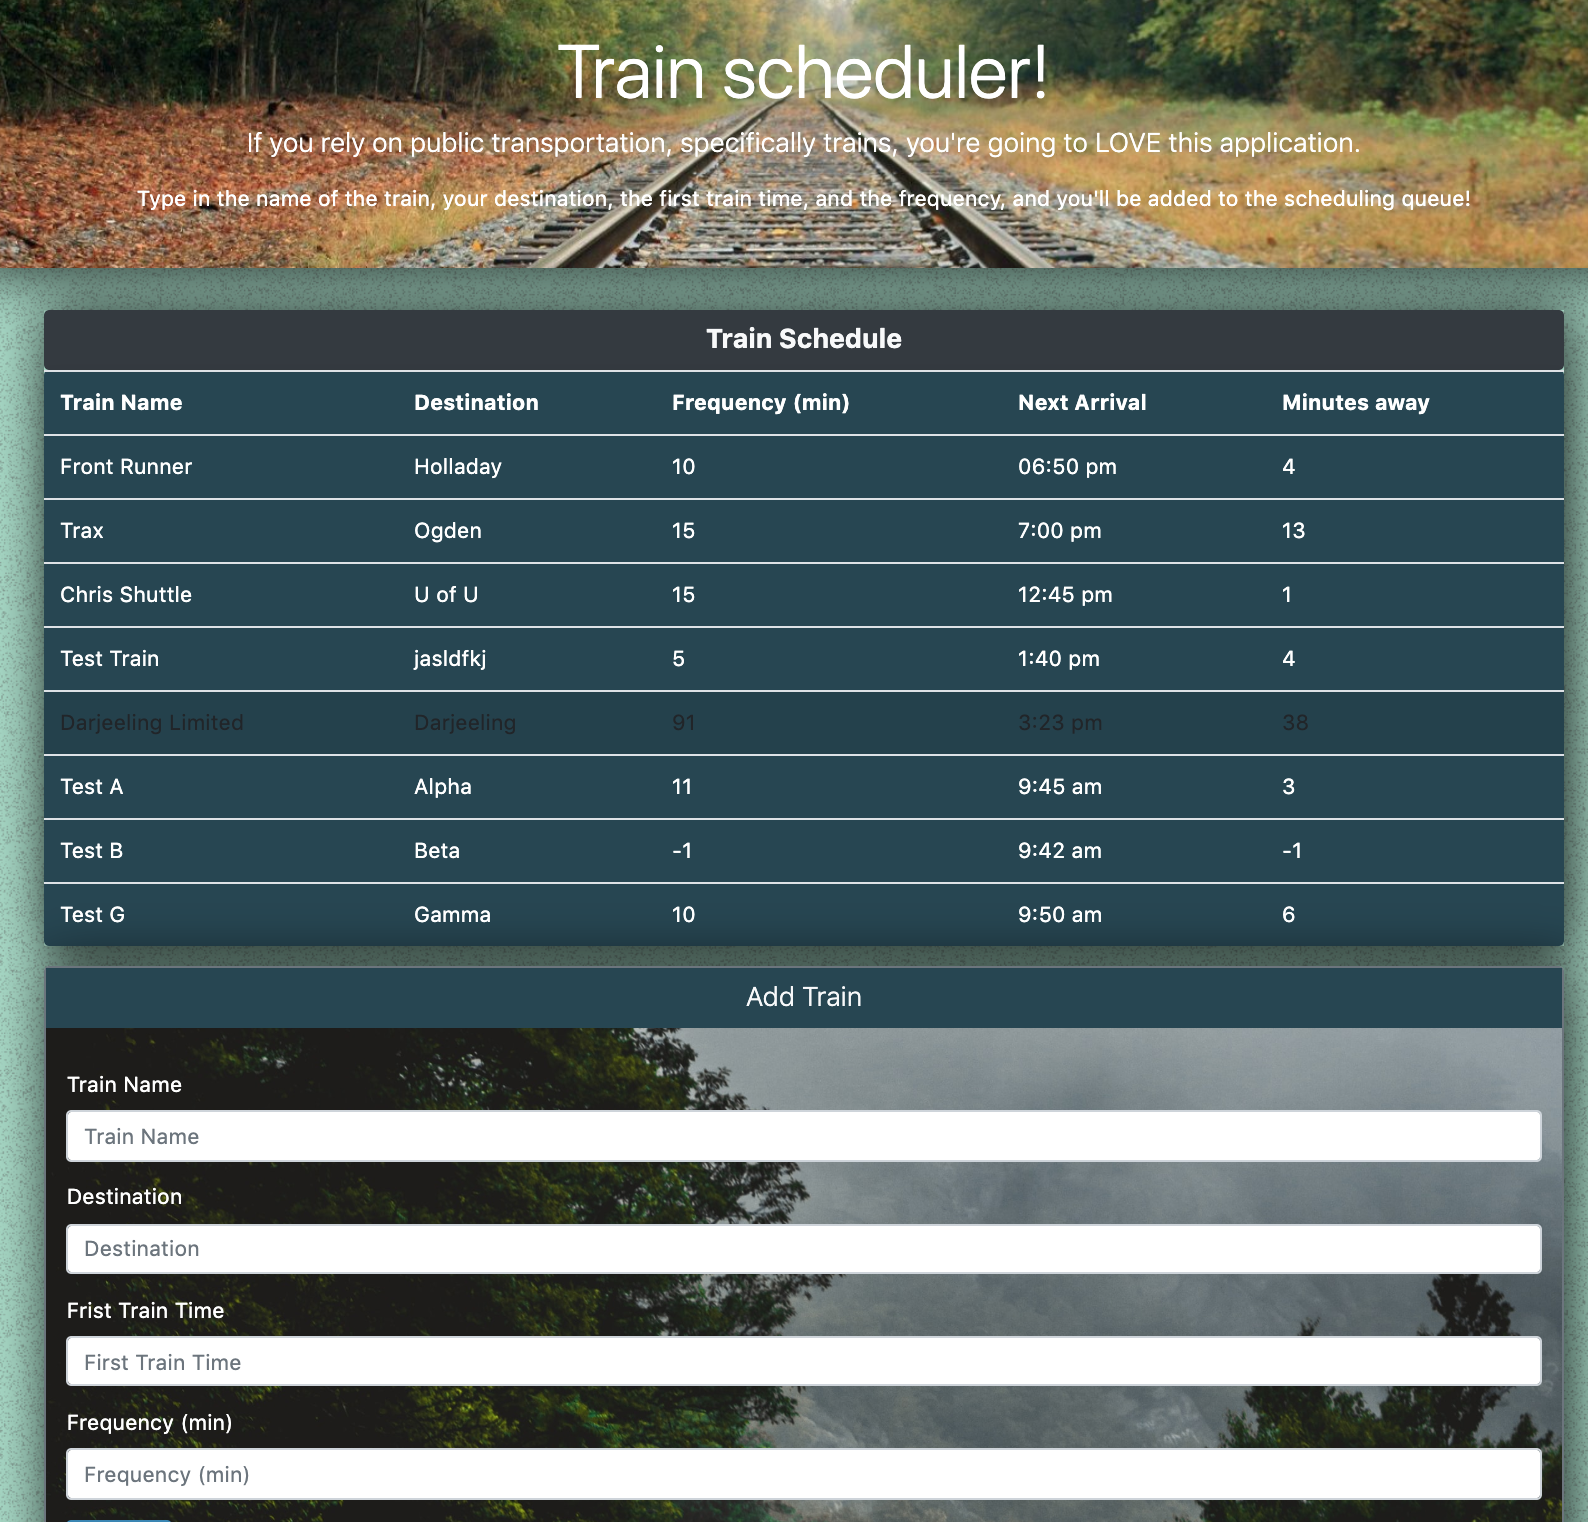 Train scheduler!
If you rely on public transportation, specifically trains, you're going to LOVE this application.
Type in the name of the train, your destination, the first train time, and the frequency, and you'll be added to the scheduling queue!
Train Schedule
Train Name Destination Frequency (min) Next Arrival Minutes away
Front Runner Holladay 10 06:50 pm 4
Trax Ogden 15 7:00 pm 13
Chris Shuttle U of U 15 12:45 pm 1
Test Train jasldfkj 5 1:40 pm 4
Darjeeling Limited Darjeeling 91 3:23 pm 38
Test A Alpha 11 9:45 am 3
Test B Beta -1 9:42 am -1
Test G Gamma 10 9:50 am 6
Add Train
Train Name
Train Name
Destination
Destination
Frist Train Time
First Train Time
Frequency (min)
Frequency (min)